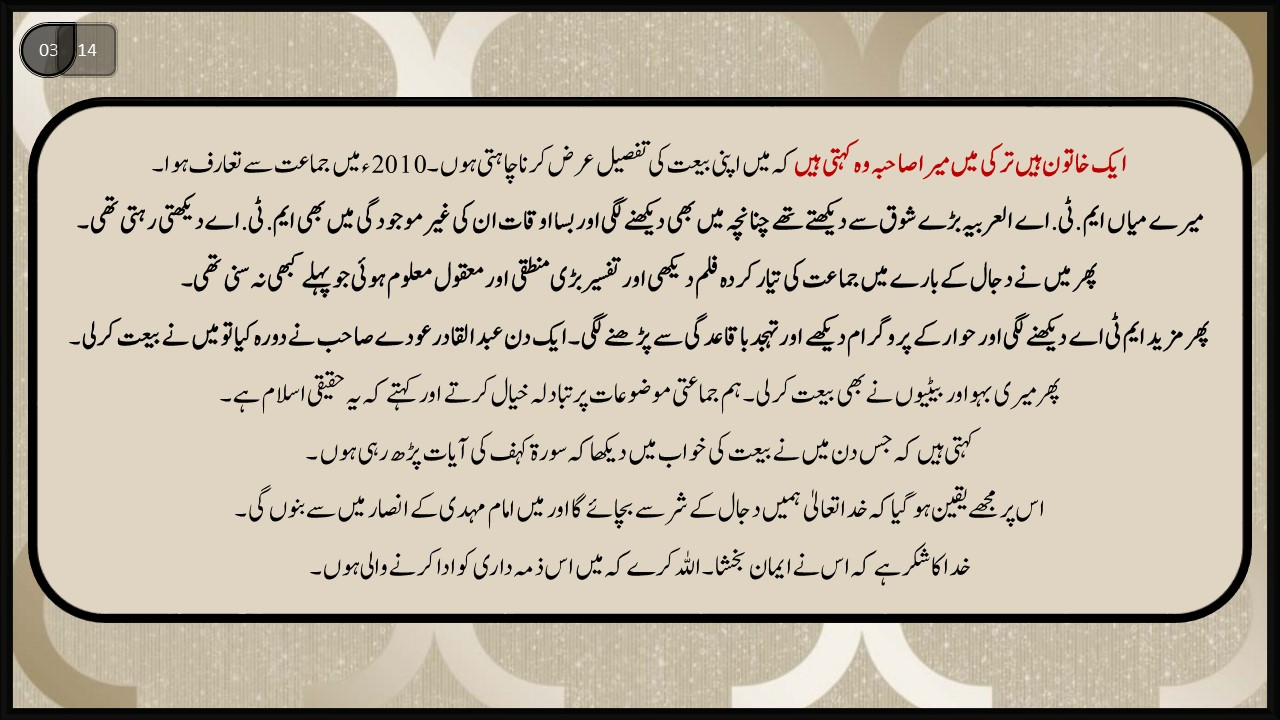 03 14
ایک خاتون ہیں ترکی میں میرا صاحبہ وہ کہتی ہیں کہ میں اپنی بیعت کی تفصیل عرض کرنا چاہتی ہوں۔ 2010ء میں جماعت سے تعارف ہوا۔
میرے میاں ایم۔ٹی۔اے العربیہ بڑے شوق سے دیکھتے تھے چنانچہ میں بھی دیکھنے لگی اور بسا اوقات ان کی غیر موجودگی میں بھی ایم۔ٹی۔اے دیکھتی رہتی تھی۔
پھر میں نے دجال کے بارے میں جماعت کی تیار کردہ فلم دیکھی اور تفسیر بڑی منطقی اور معقول معلوم ہوئی جو پہلے کبھی نہ سنی تھی۔
پھر مزید ایم ٹی اے دیکھنے لگی اور حوار کے پروگرام دیکھے اور تہجد باقاعدگی سے پڑھنے لگی۔ ایک دن عبد القادر عودے صاحب نے دورہ کیا تو میں نے بیعت کر لی۔
پھر میری بہو اور بیٹیوں نے بھی بیعت کر لی۔ ہم جماعتی موضوعات پر تبادلہ خیال کرتے اور کہتے کہ یہ حقیقی اسلام ہے۔
کہتی ہیں کہ جس دن میں نے بیعت کی خواب میں دیکھا کہ سورۃ کہف کی آیات پڑھ رہی ہوں۔
اس پر مجھے یقین ہو گیا کہ خدا تعالیٰ ہمیں دجال کے شر سے بچائے گا اور میں امام مہدی کے انصار میں سے بنوں گی۔
خدا کا شکر ہے کہ اس نے ایمان بخشا۔ اللہ کرے کہ میں اس ذمہ داری کو ادا کرنے والی ہوں۔